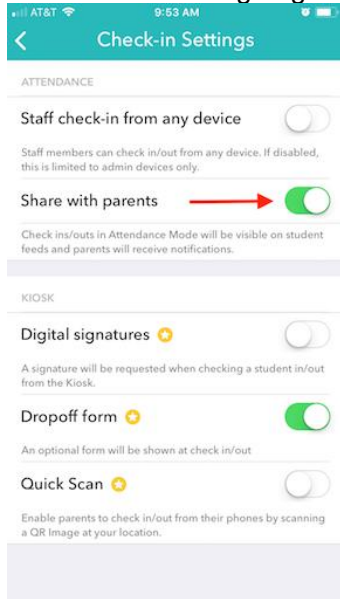 AT&T 9:53 AM
Check-in Settings
ATTENDANCE
Staff check-in from any device
Staff members can check in/out from any device. If disabled,
this is limited to admin devices only.
Share with parents
Check ins/outs in Attendance Mode will be visible on student
feeds and parents will receive notifications.
KIOSK
Digital signatures
A signature will be requested when checking a student in/out
from the Kiosk.
Dropoff form
An optional form will be shown at check in/out
Quick Scan
Enable parents to check in/out from their phones by scanning
a QR Image at your location.